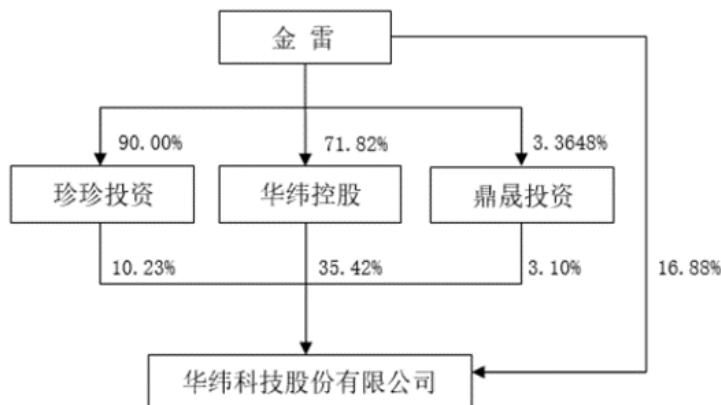 金 雷
90.00%
71.82%
3.3648%
珍珍投资
华纬控股
鼎晟投资
10.23%
35.42%
3.10%
16.88%
华纬科技股份有限公司